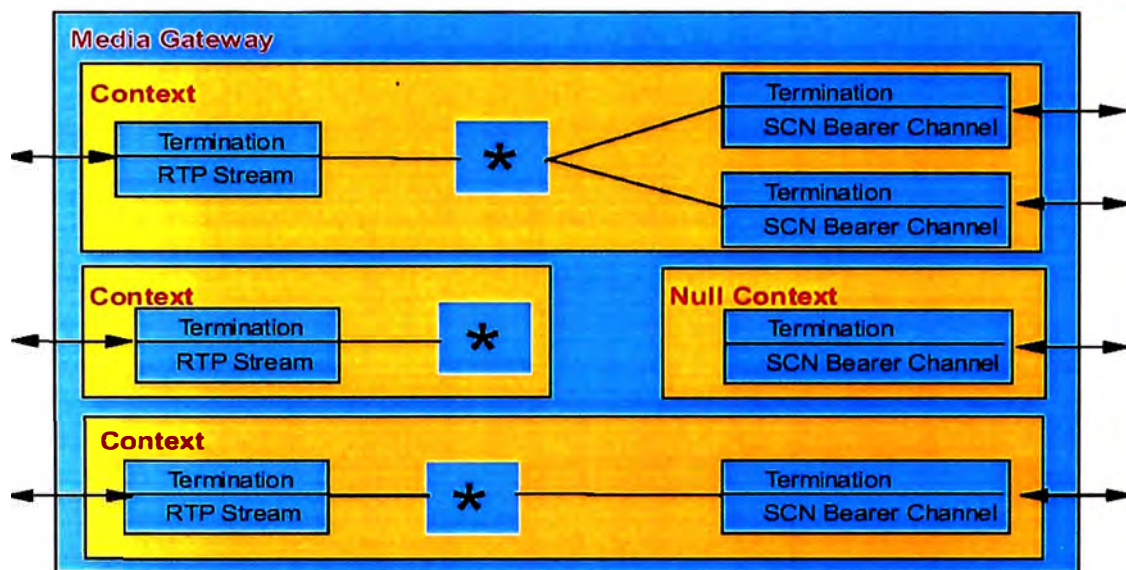 Media Gateway
Context
Termination
RTP Stream
*
Termination
SCN Bearer Channel
Termination
SCN Bearer Channel
Context
Termination
RTP Stream
*
Null Context
Termination
SCN Bearer Channel
Context
Termination
RTP Stream
*
Termination
SCN Bearer Channel